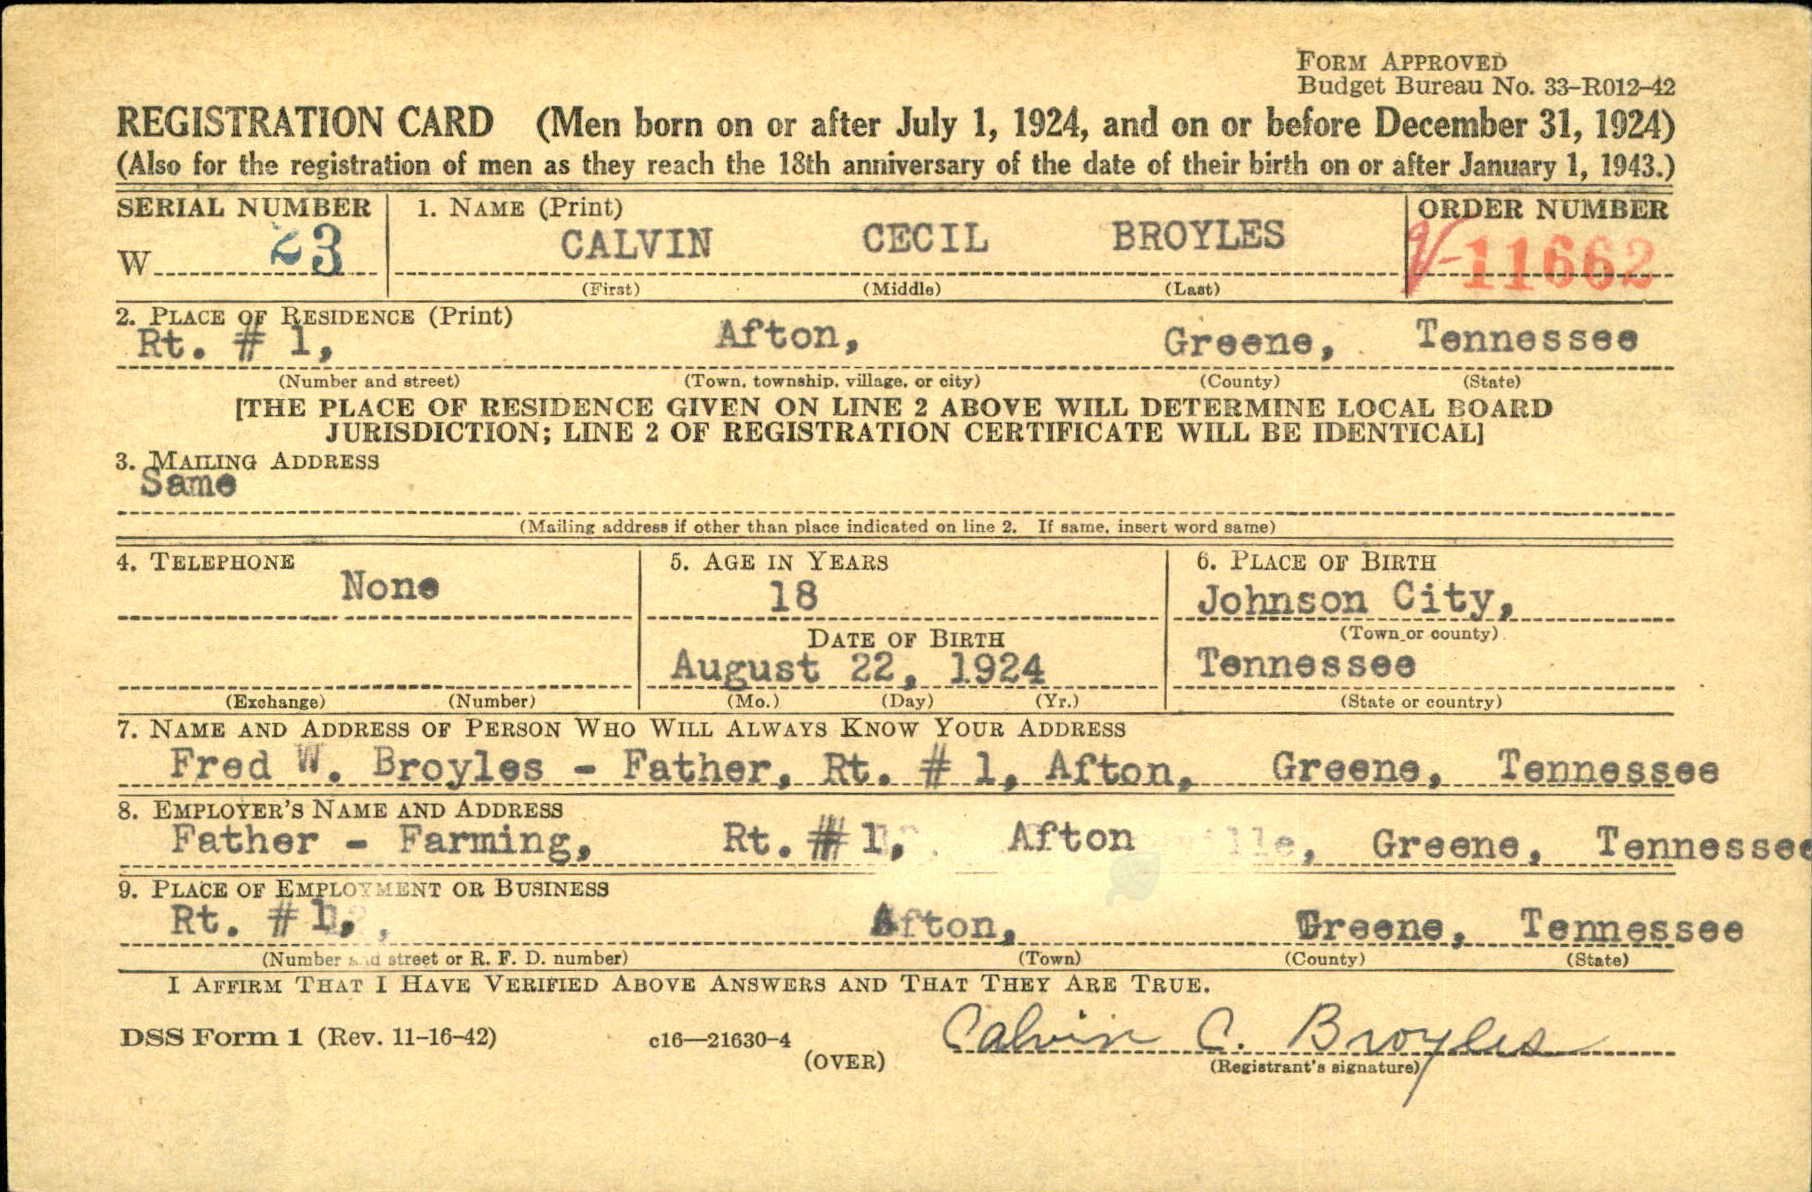 FORM APPROVED
Budget Bureau No. 33-R012-42
REGISTRATION CARD (Men born on or after July 1, 1924, and on or before December 31, 1924)
(Also for the registration of men as they reach the 18th anniversary of the date of their birth on or after January 1, 1943.)
SERIAL NUMBER 1. NAME (Print) ORDER NUMBER
W 23 CALVIN CECIL BROYLES V-11662
(First) (Middle) (Last)
2. PLACE OF RESIDENCE (Print)
Rt. # 1, Afton, Greene, Tennessee
(Number and street) (Town, township, village, or city) (County) (State)
[THE PLACE OF RESIDENCE GIVEN ON LINE 2 ABOVE WILL DETERMINE LOCAL BOARD
JURISDICTION; LINE 2 OF REGISTRATION CERTIFICATE WILL BE IDENTICAL]
3. MAILING ADDRESS
Same
(Mailing address if other than place indicated on line 2. If same, insert word same)
4. TELEPHONE 5. AGE IN YEARS 6. PLACE OF BIRTH
None 18 Johnson City,
DATE OF BIRTH (Town or county)
August 22, 1924 Tennessee
(Exchange) (Number) (Mo.) (Day) (Yr.) (State or country)
7. NAME AND ADDRESS OF PERSON WHO WILL ALWAYS KNOW YOUR ADDRESS
Fred W. Broyles - Father, Rt. # 1, Afton, Greene, Tennessee
8. EMPLOYER'S NAME AND ADDRESS
Father - Farming, Rt. # 1, Afton, Greene, Tennessee
9. PLACE OF EMPLOYMENT OR BUSINESS
Rt. # 1, Afton, Greene, Tennessee
(Number and street or R. F. D. number) (Town) (County) (State)
I AFFIRM THAT I HAVE VERIFIED ABOVE ANSWERS AND THAT THEY ARE TRUE.
DSS Form 1 (Rev. 11-16-42) c16—21630-4 Calvin C. Broyles
(OVER) (Registrant's signature)